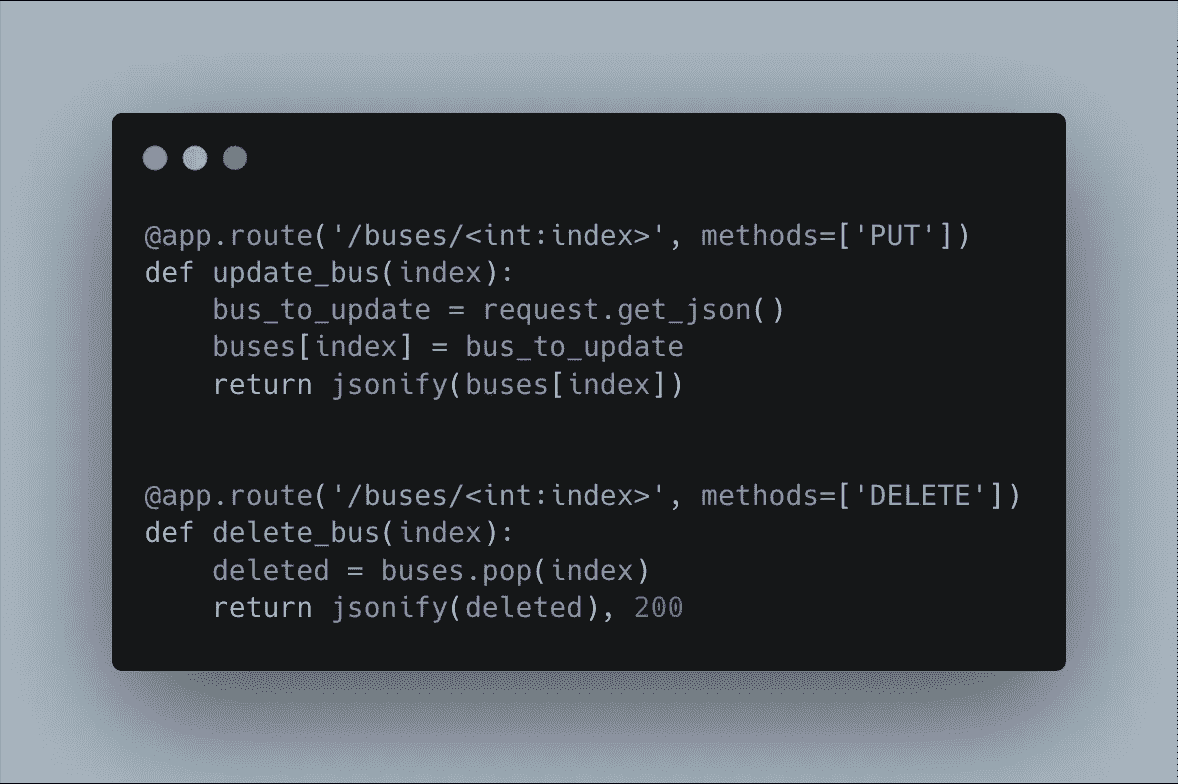 @app.route('/buses/<int:index>', methods=['PUT'])
def update_bus(index):
    bus_to_update = request.get_json()
    buses[index] = bus_to_update
    return jsonify(buses[index])
@app.route('/buses/<int:index>', methods=['DELETE'])
def delete_bus(index):
    deleted = buses.pop(index)
    return jsonify(deleted), 200